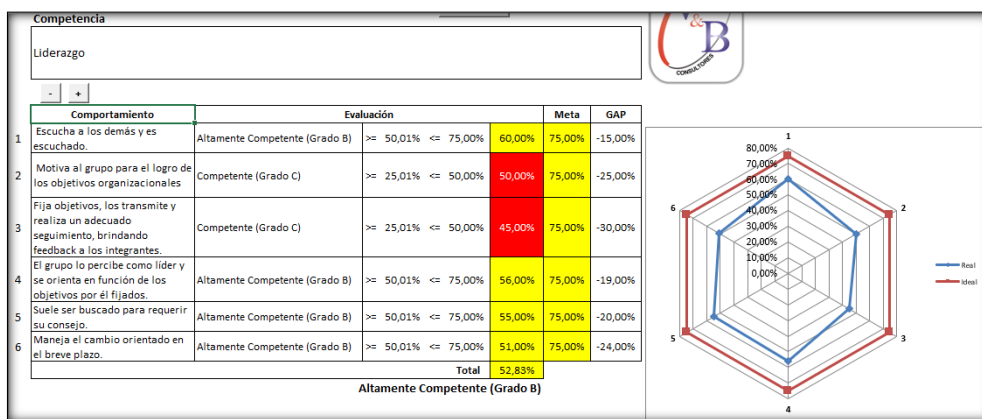 Competencia
Liderazgo
- +
Comportamiento Evaluación Meta GAP
1 Escucha a los demás y es escuchado. Altamente Competente (Grado B) >= 50,01% <= 75,00% 60,00% 75,00% -15,00%
2 Motiva al grupo para el logro de los objetivos organizacionales Competente (Grado C) >= 25,01% <= 50,00% 50,00% 75,00% -25,00%
3 Fija objetivos, los transmite y realiza un adecuado seguimiento, brindando feedback a los integrantes. Competente (Grado C) >= 25,01% <= 50,00% 45,00% 75,00% -30,00%
4 El grupo lo percibe como líder y se orienta en función de los objetivos por él fijados. Altamente Competente (Grado B) >= 50,01% <= 75,00% 56,00% 75,00% -19,00%
5 Suele ser buscado para requerir su consejo. Altamente Competente (Grado B) >= 50,01% <= 75,00% 55,00% 75,00% -20,00%
6 Maneja el cambio orientado en el breve plazo. Altamente Competente (Grado B) >= 50,01% <= 75,00% 51,00% 75,00% -24,00%
Total 52,83%
Altamente Competente (Grado B)
&B
CONSULTORES
1
80,00%
70,00%
60,00%
50,00%
40,00%
30,00%
20,00%
10,00%
0,00%
6
2
5
3
4
Real
Ideal